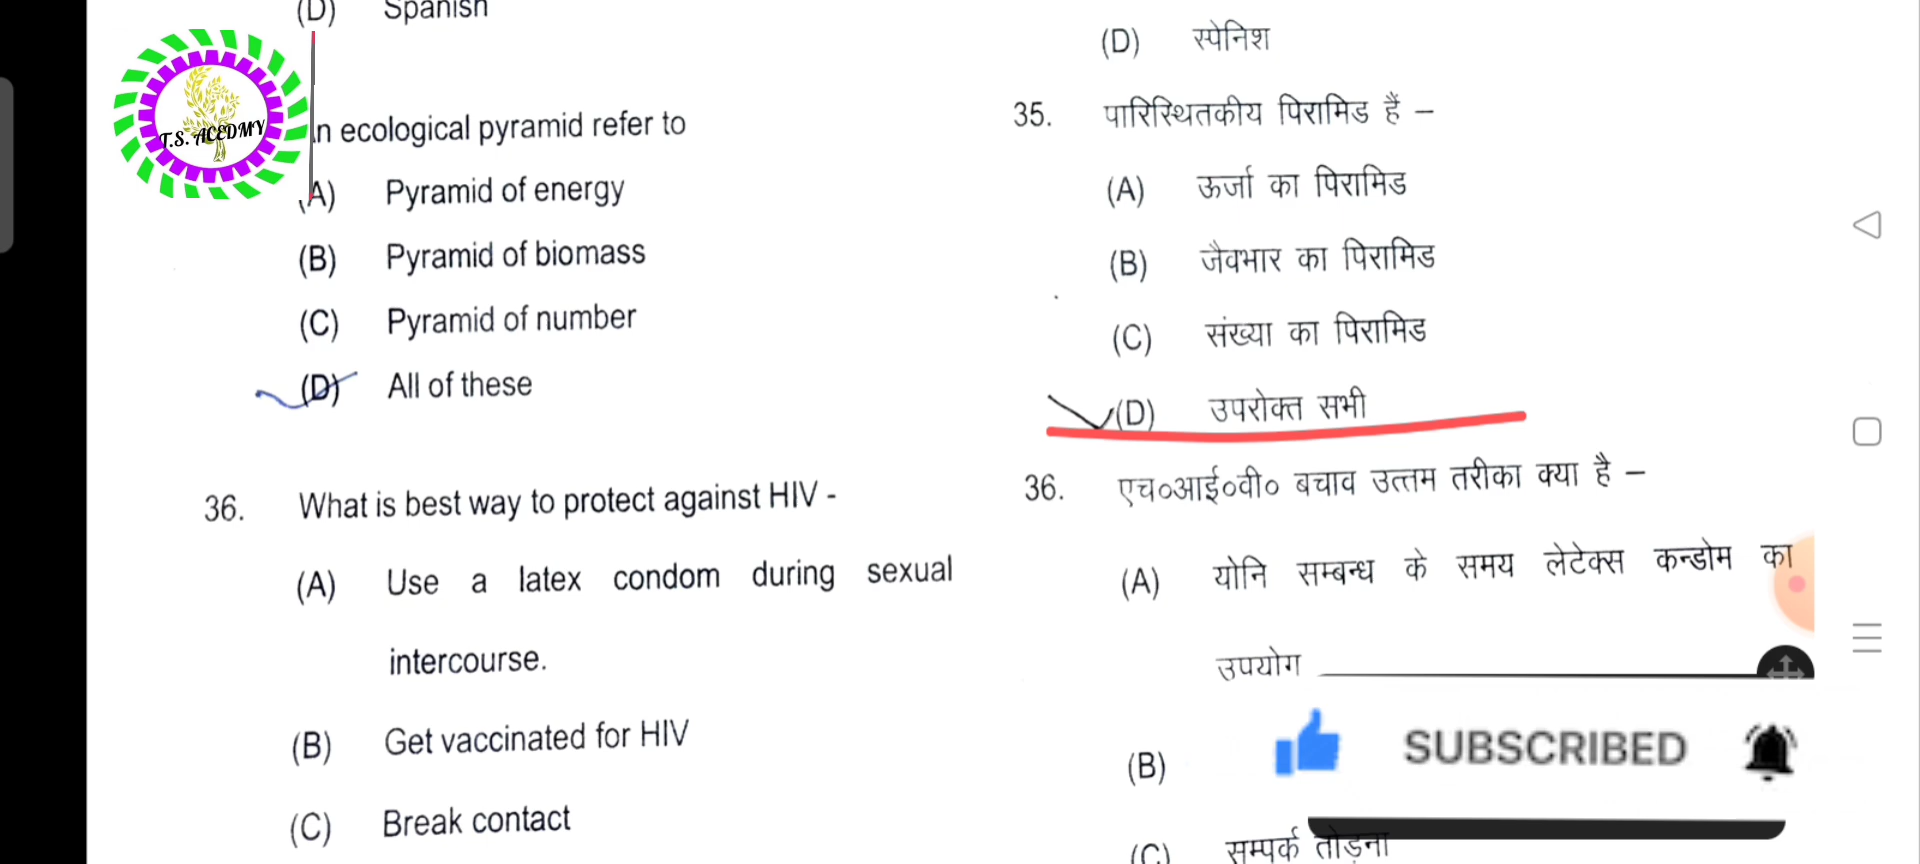 (D) Spanish
T.S. ACEDMY
n ecological pyramid refer to
(A) Pyramid of energy
(B) Pyramid of biomass
(C) Pyramid of number
(D) All of these
36. What is best way to protect against HIV -
(A) Use a latex condom during sexual
intercourse.
(B) Get vaccinated for HIV
(C) Break contact
(D) स्पेनिश
35. पारिस्थितकीय पिरामिड हैं –
(A) ऊर्जा का पिरामिड
(B) जैवभार का पिरामिड
(C) संख्या का पिरामिड
(D) उपरोक्त सभी
36. एच०आई०वी० बचाव उत्तम तरीका क्या है –
(A) योनि सम्बन्ध के समय लेटेक्स कन्डोम का
उपयोग
(B)
SUBSCRIBED
(C) सम्पर्क तोड़ना